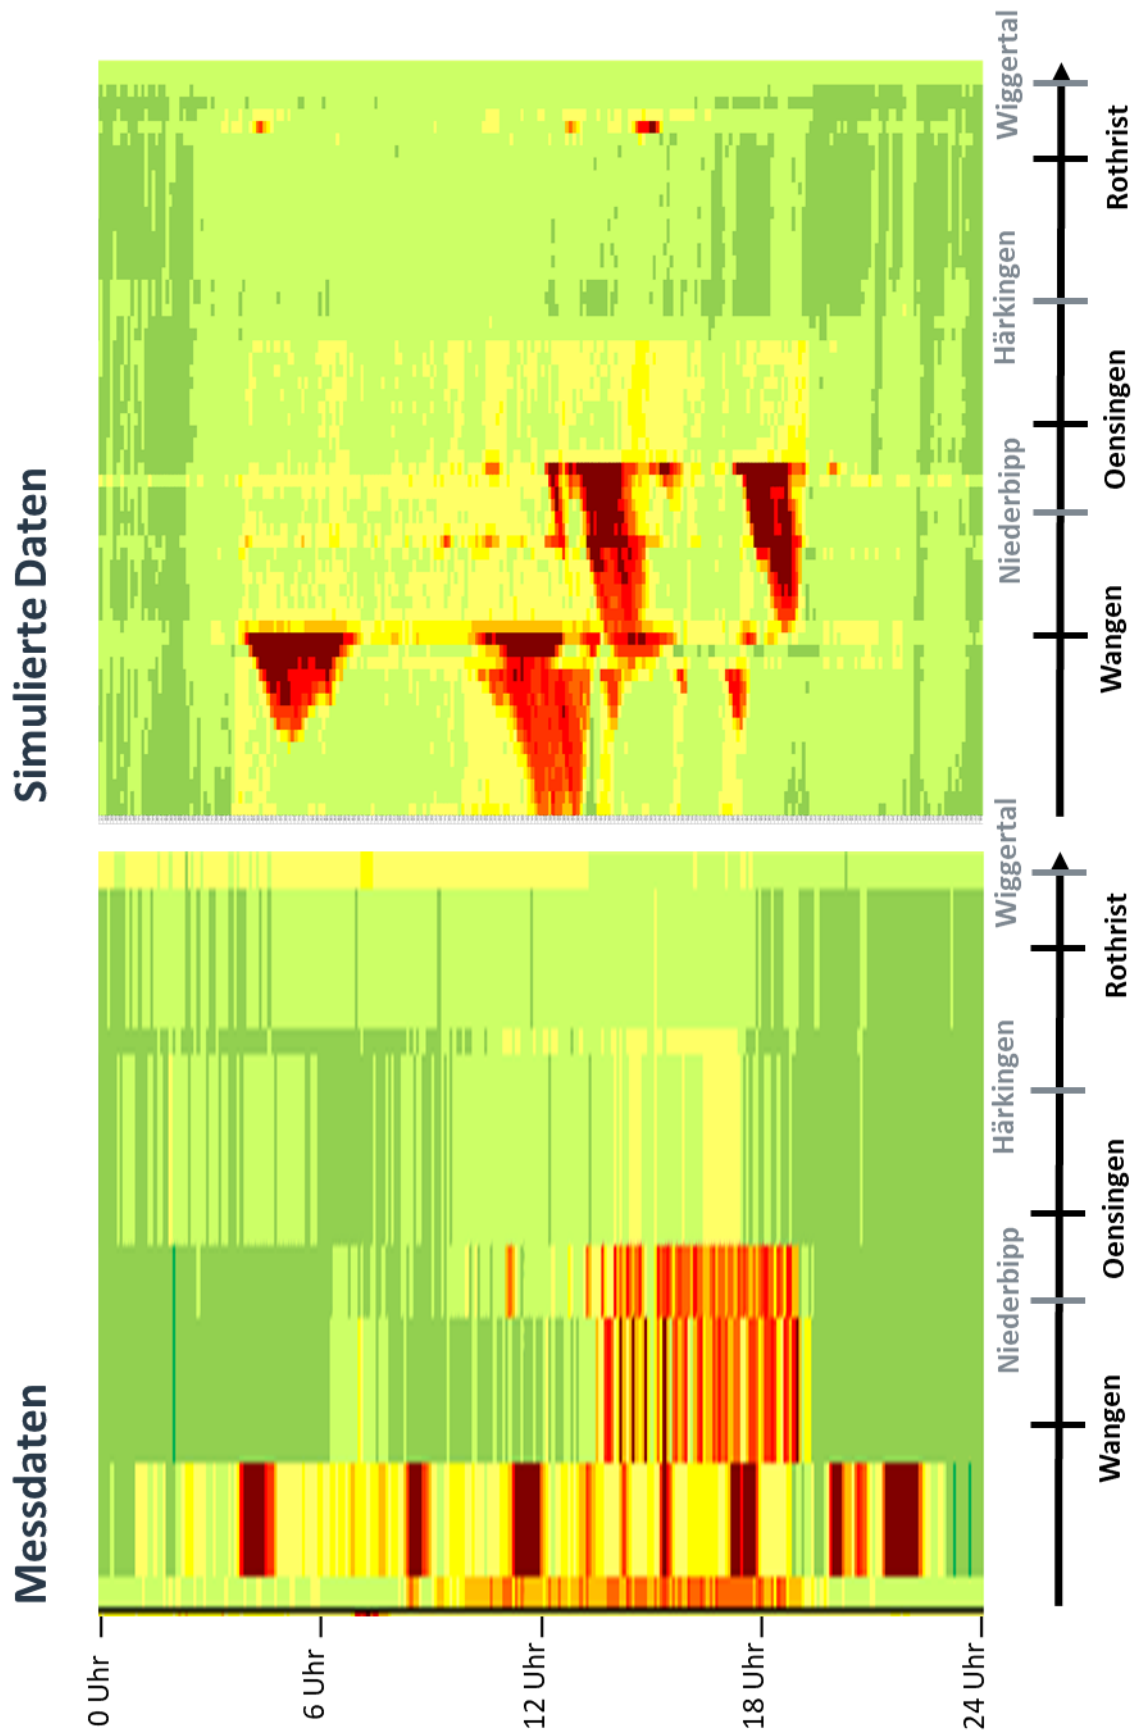 Messdaten
Simulierte Daten
0 Uhr
6 Uhr
12 Uhr
18 Uhr
24 Uhr
Niederbipp
Härkingen
Wiggertal
Niederbipp
Härkingen
Wiggertal
Wangen
Oensingen
Rothrist
Wangen
Oensingen
Rothrist